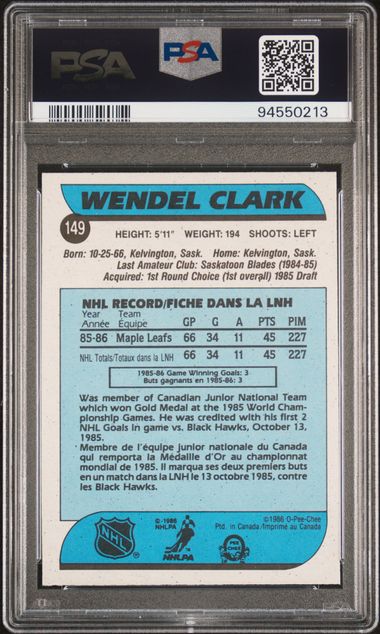 PSA
PSA
94550213
WENDEL CLARK
149
HEIGHT: 5'11" WEIGHT: 194 SHOOTS: LEFT
Born: 10-25-66, Kelvington, Sask. Home: Kelvington, Sask.
Last Amateur Club: Saskatoon Blades (1984-85)
Acquired: 1st Round Choice (1st overall) 1985 Draft
NHL RECORD/FICHE DANS LA LNH
Year Team
Année Équipe GP G A PTS PIM
85-86 Maple Leafs 66 34 11 45 227
NHL Totals/Totaux dans la LNH 66 34 11 45 227
1985-86 Game Winning Goals: 3
Buts gagnants en 1985-86: 3
Was member of Canadian Junior National Team
which won Gold Medal at the 1985 World Cham-
pionship Games. He was credited with his first 2
NHL Goals in game vs. Black Hawks, October 13,
1985.
Membre de l'équipe junior nationale du Canada
qui remporta la Médaille d'Or au championnat
mondial de 1985. Il marqua ses deux premiers buts
en un match dans la LNH le 13 octobre 1985, contre
les Black Hawks.
NHL
©1986
NHLPA
NHLPA
©1986 O-Pee-Chee
Ptd. in Canada/Imprimé au Canada
O-PEE-CHEE